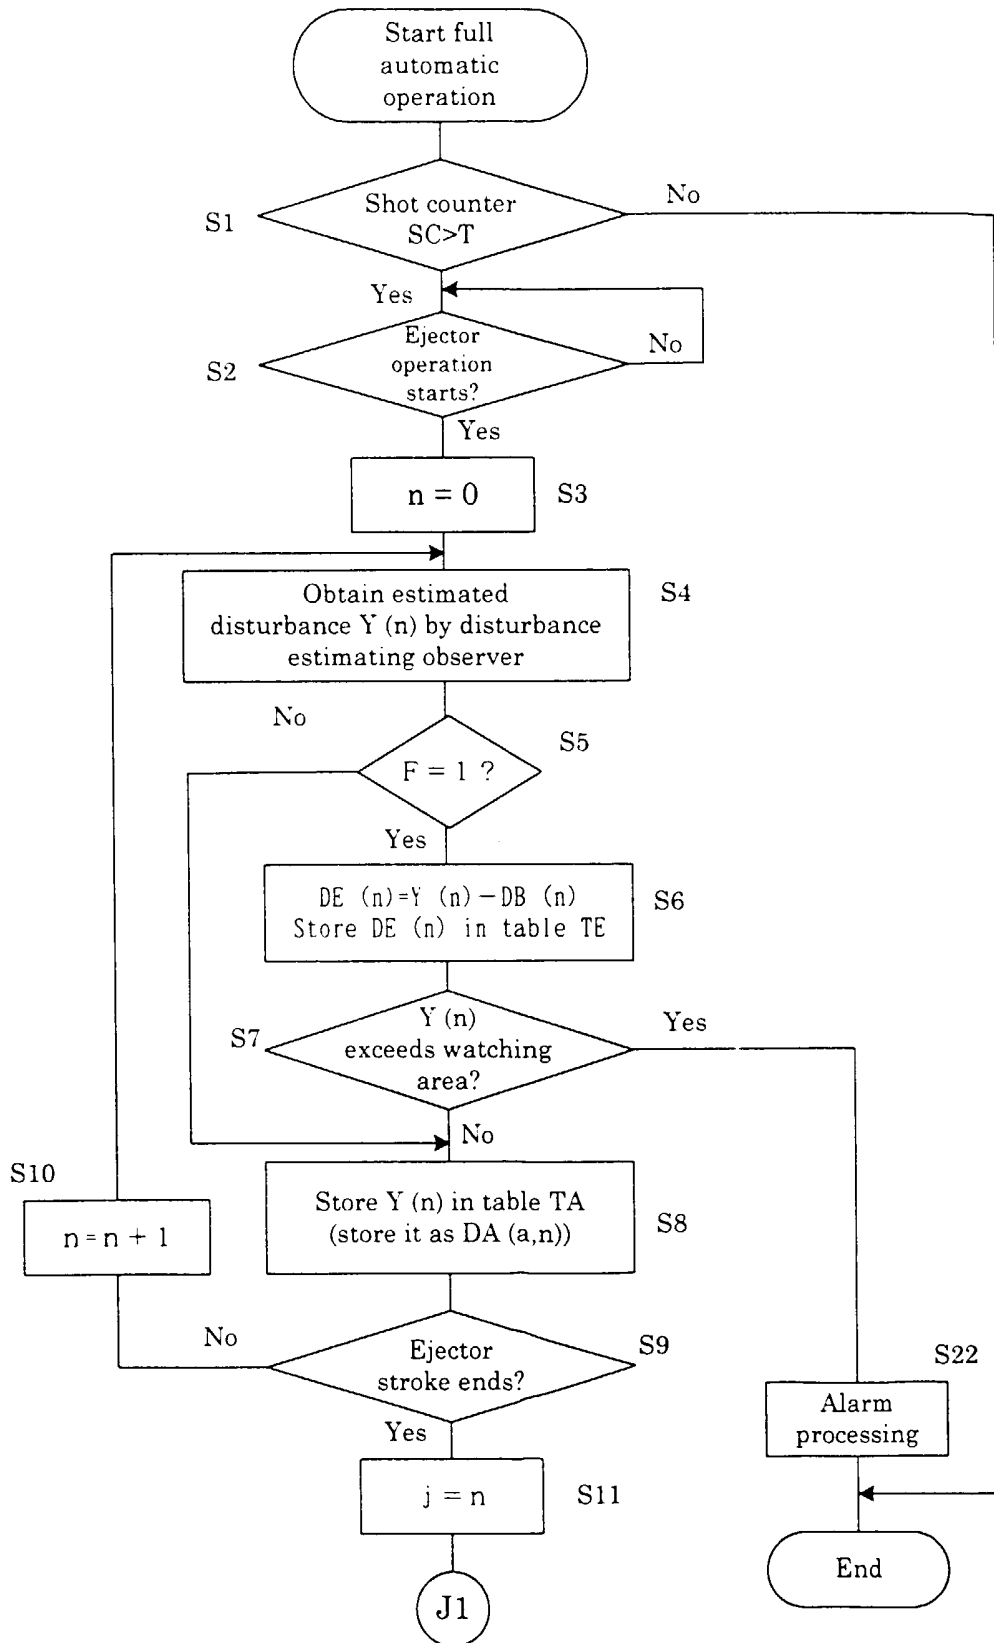 Start full
automatic
operation
S1
Shot counter
SC>T
No
Yes
S2
Ejector
operation
starts?
No
Yes
n = 0
S3
Obtain estimated
disturbance Y (n) by disturbance
estimating observer
S4
No
F = 1 ?
S5
Yes
DE (n)=Y (n)−DB (n)
Store DE (n) in table TE
S6
S7
Y (n)
exceeds watching
area?
Yes
No
S10
n = n + 1
Store Y (n) in table TA
(store it as DA (a,n))
S8
No
Ejector
stroke ends?
S9
Yes
S22
Alarm
processing
j = n
S11
End
J1